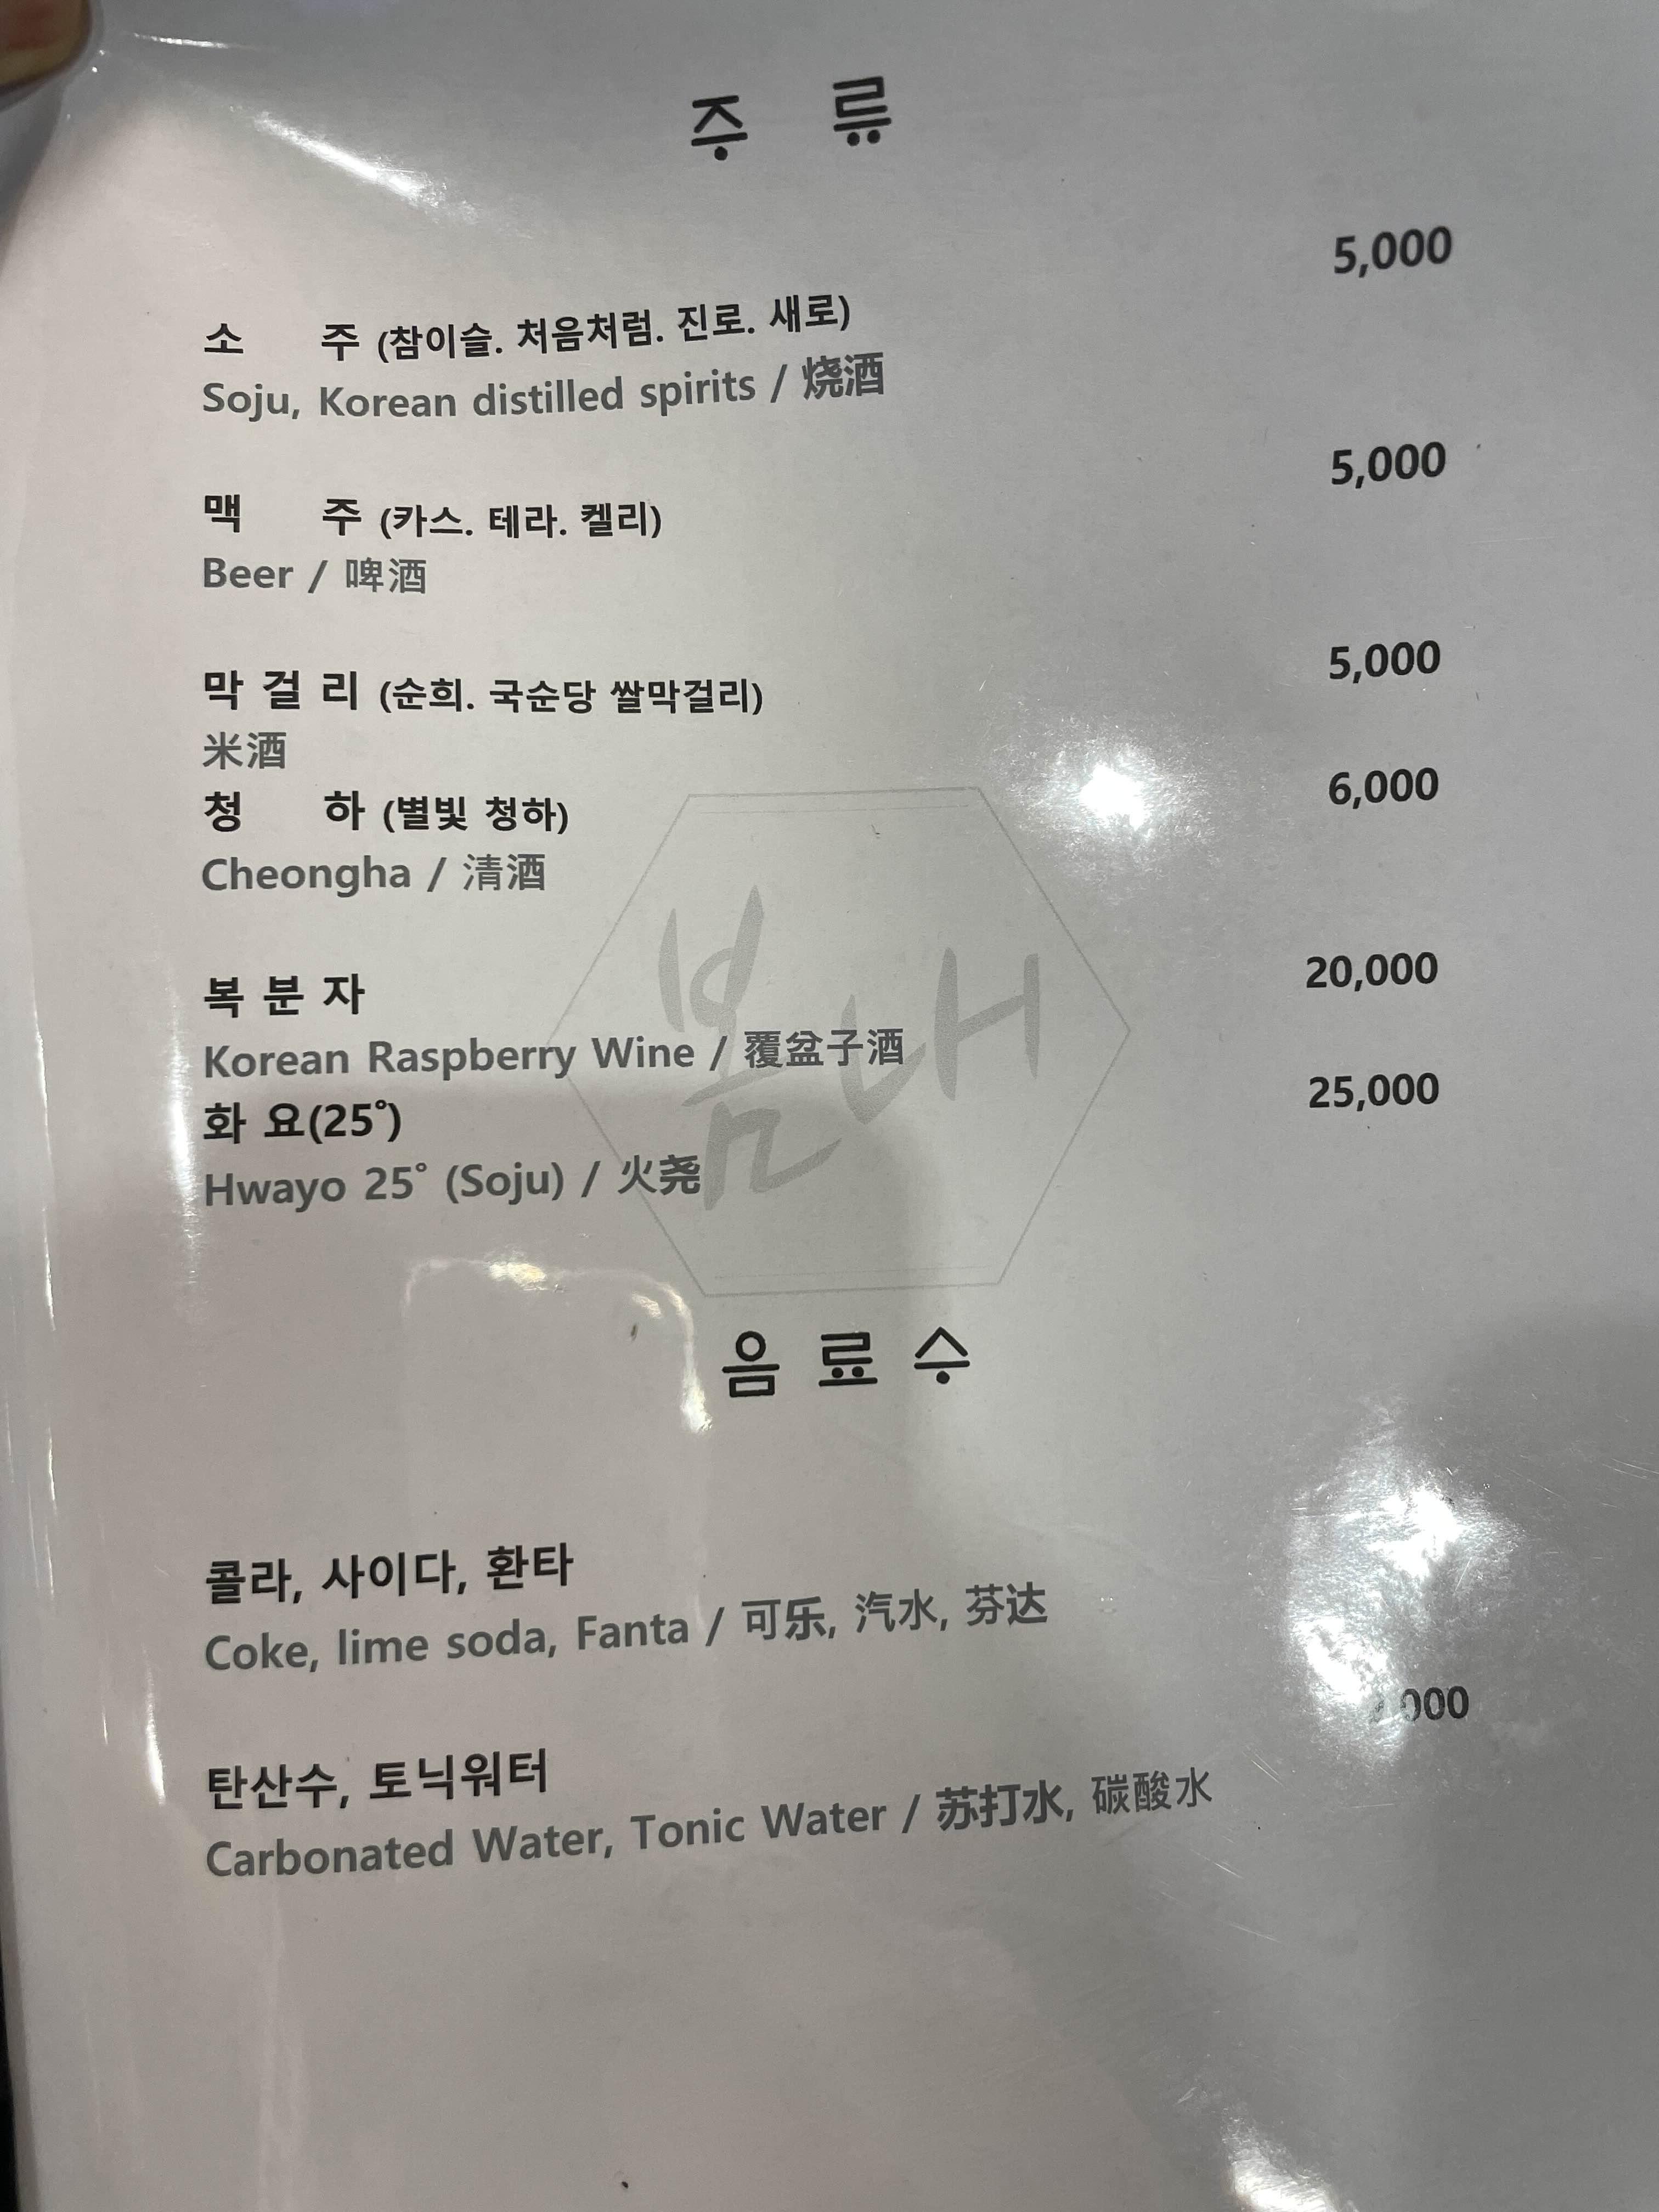 주 류
5,000
소 주 (참이슬. 처음처럼. 진로. 새로)
Soju, Korean distilled spirits / 烧酒
5,000
맥 주 (카스. 테라. 켈리)
Beer / 啤酒
5,000
막 걸 리 (순희. 국순당 쌀막걸리)
米酒
6,000
청 하 (별빛 청하)
Cheongha / 清酒
20,000
복 분 자
Korean Raspberry Wine / 覆盆子酒
25,000
화 요(25˚)
Hwayo 25˚ (Soju) / 火尧
봄내
음 료 수
콜라, 사이다, 환타
Coke, lime soda, Fanta / 可乐, 汽水, 芬达
탄산수, 토닉워터
Carbonated Water, Tonic Water / 苏打水, 碳酸水